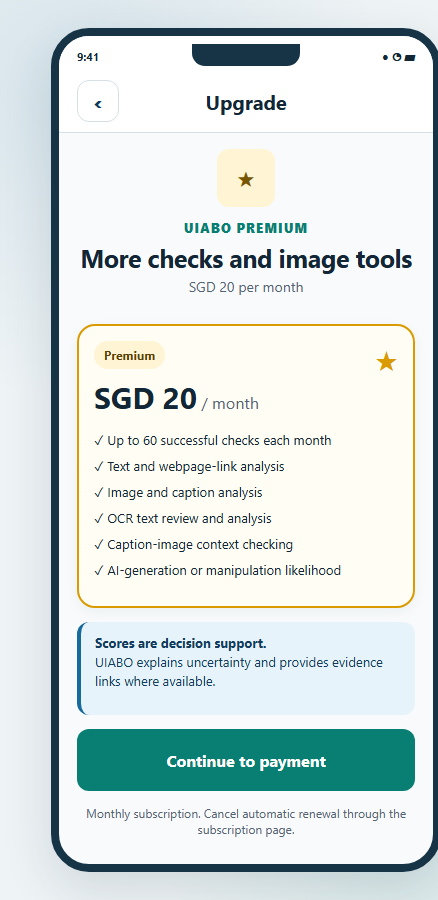 9:41
Upgrade
UIABO PREMIUM
More checks and image tools
SGD 20 per month
Premium
SGD 20 / month
✓ Up to 60 successful checks each month
✓ Text and webpage-link analysis
✓ Image and caption analysis
✓ OCR text review and analysis
✓ Caption-image context checking
✓ AI-generation or manipulation likelihood
Scores are decision support.
UIABO explains uncertainty and provides evidence
links where available.
Continue to payment
Monthly subscription. Cancel automatic renewal through the
subscription page.